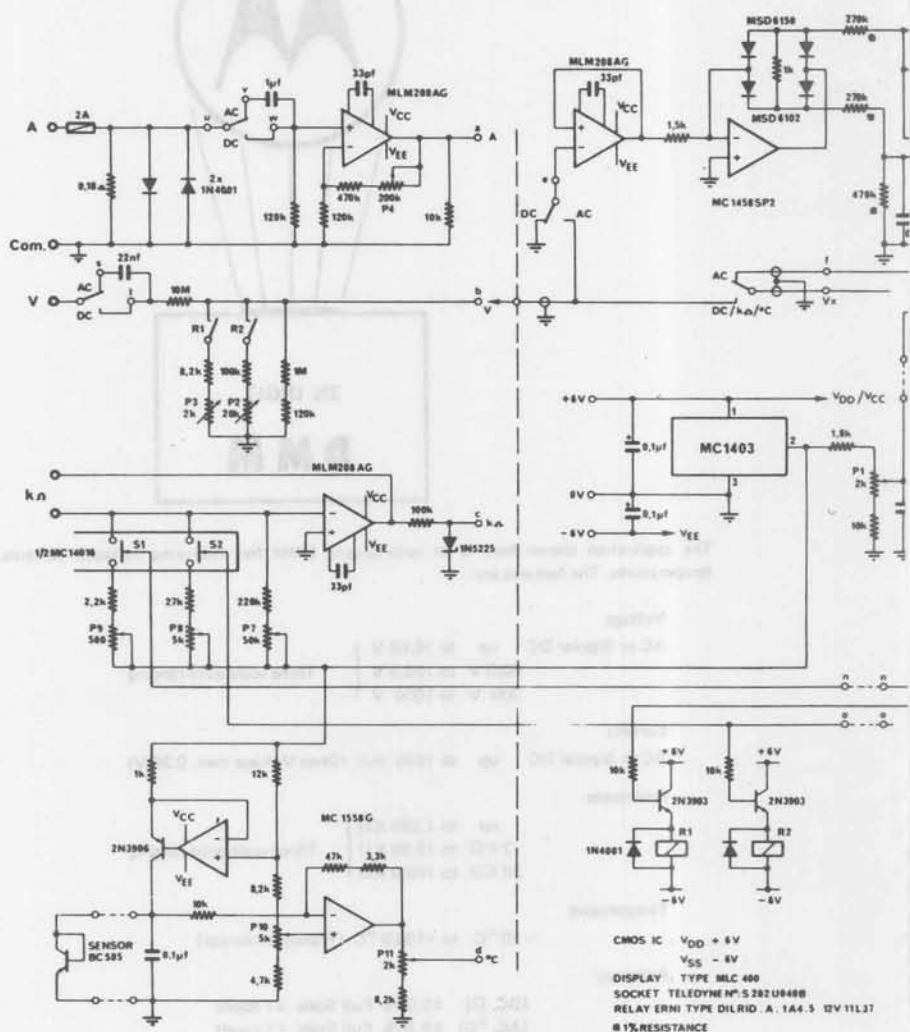 MSD6150
270k
1k
270k
MSD 6102
470k
MC1458SP2
MLM208AG
33pf
VCC
VEE
1,5k
e
DC
AC
MLM208AG
33pf
VCC
VEE
1µf
v
AC
u
w
DC
A
2A
0,18Ω
2x
1N4001
120k
120k
470k
200k
P4
10k
a
A
Com.
22nf
s
AC
t
DC
V
10M
b
V
R1
R2
8,2k
100k
1M
P3
2k
P2
20k
120k
AC
f
Vx
DC/kΩ/°C
+6V
VDD/VCC
1
MC1403
2
3
0,1µf
0V
0,1µf
-6V
VEE
1,8k
P1
2k
10k
MLM208AG
VCC
VEE
33pf
kΩ
100k
c
kΩ
1N5225
1/2 MC14016
S1
S2
2,2k
27k
220k
P9
500
P8
5k
P7
50k
n
n
o
o
1k
12k
MC 1558G
VCC
VEE
2N3906
47k
3,3k
8,2k
10k
P10
5k
4,7k
SENSOR
BC585
0,1µf
P11
2k
8,2k
d
°C
+6V
+6V
10k
10k
2N3903
2N3903
1N4001
R1
R2
-6V
-6V
CMOS IC VDD + 6V
VSS - 6V
DISPLAY : TYPE MLC 400
SOCKET TELEDYNE N°: S 282 U040B
RELAY ERNI TYPE DILRID . A . 1A4.5 12V 11L37
1% RESISTANCE